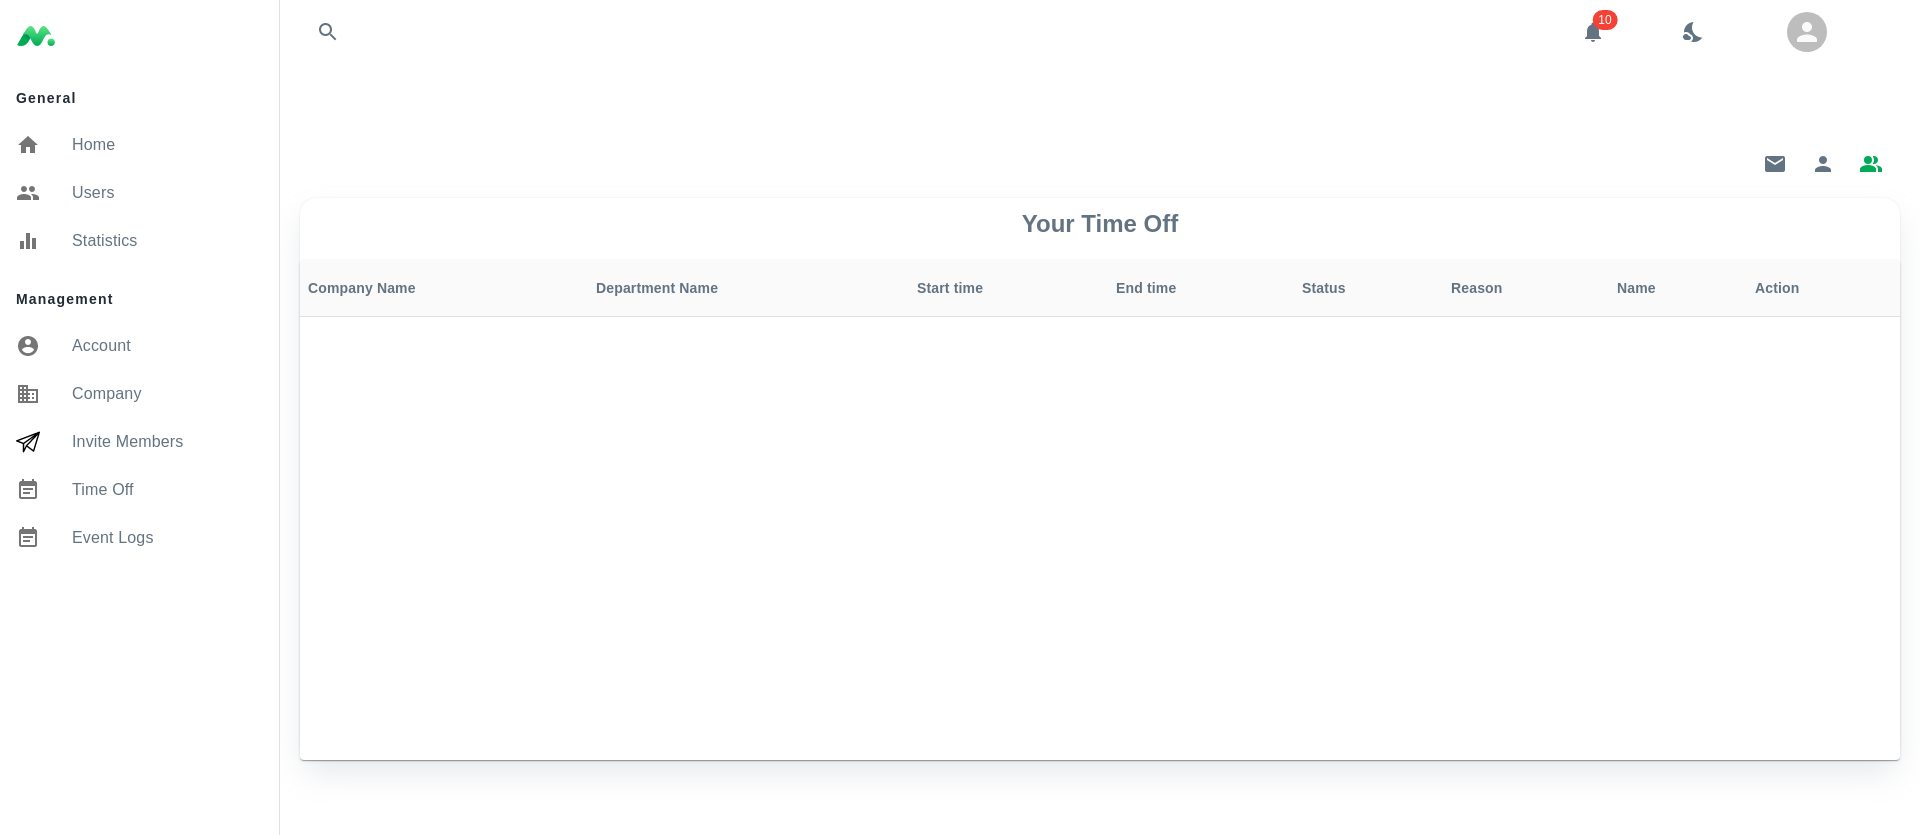 10
General
Home
Users
Statistics
Management
Account
Company
Invite Members
Time Off
Event Logs
Your Time Off
Company Name Department Name Start time End time Status Reason Name Action